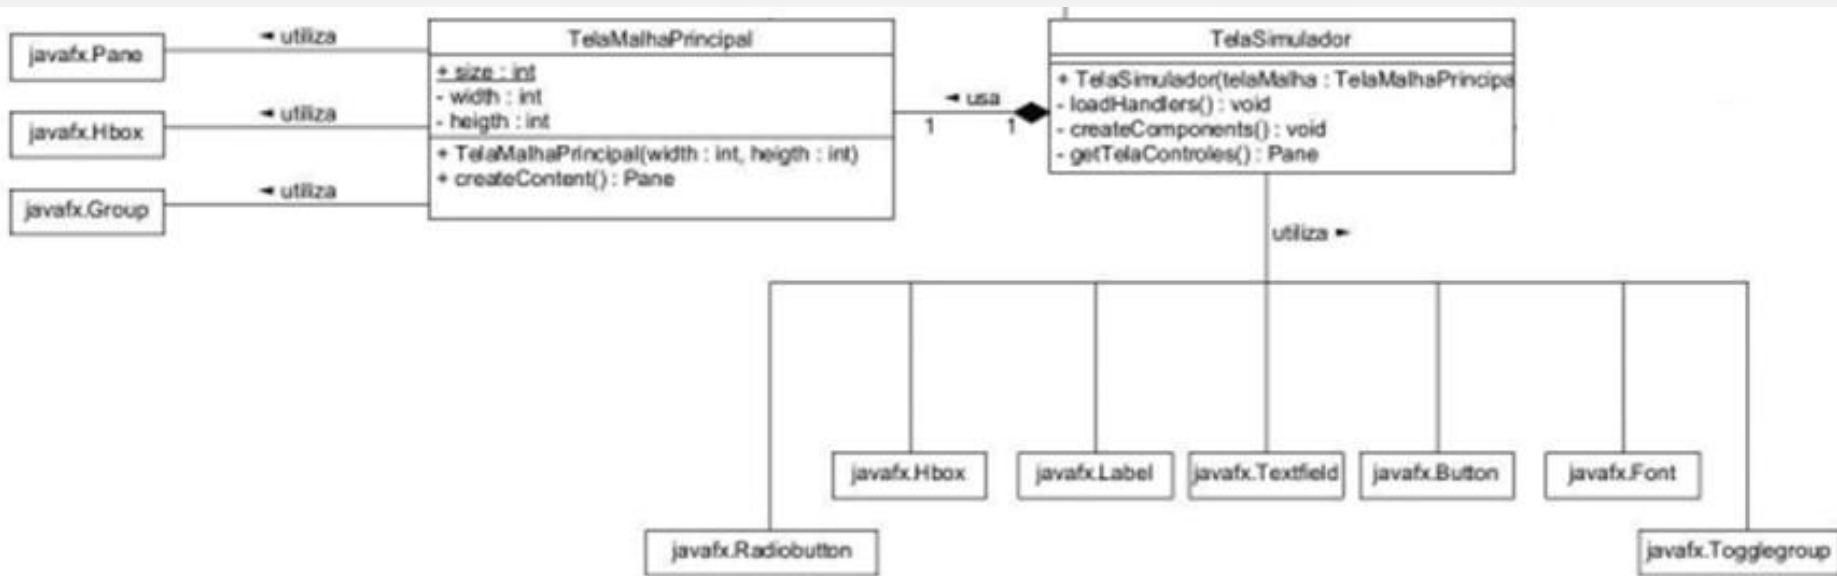 javafx.Pane
◄ utiliza
javafx.Hbox
◄ utiliza
javafx.Group
◄ utiliza
TelaMalhaPrincipal
+ size : int
- width : int
- heigth : int
+ TelaMalhaPrincipal(width : int, heigth : int)
+ createContent() : Pane
◄ usa
1
1
TelaSimulador
+ TelaSimulador(telaMalha : TelaMalhaPrincipa
- loadHandlers() : void
- createComponents() : void
- getTelaControles() : Pane
utiliza ►
javafx.Hbox
javafx.Label
javafx.Textfield
javafx.Button
javafx.Font
javafx.Radiobutton
javafx.Togglegroup